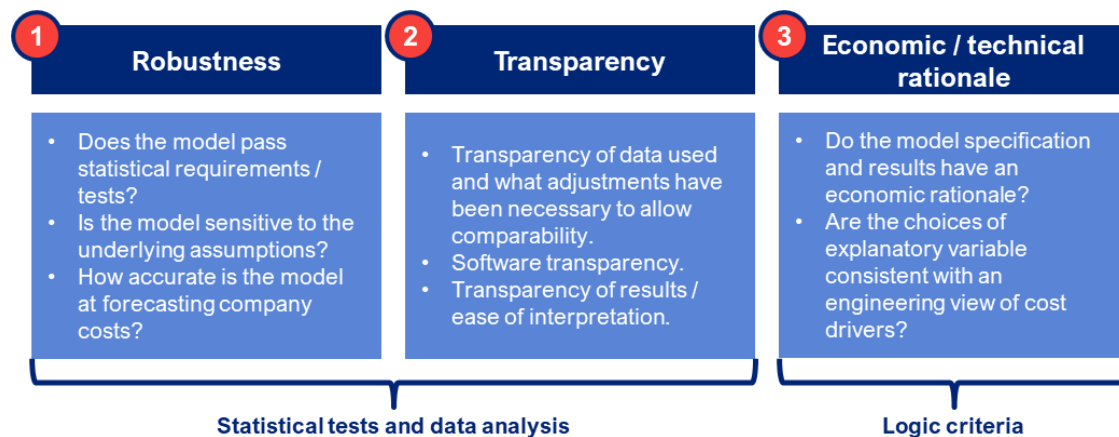 1
Robustness
• Does the model pass
statistical requirements /
tests?
• Is the model sensitive to the
underlying assumptions?
• How accurate is the model
at forecasting company
costs?
2
Transparency
• Transparency of data used
and what adjustments have
been necessary to allow
comparability.
• Software transparency.
• Transparency of results /
ease of interpretation.
3
Economic / technical
rationale
• Do the model specification
and results have an
economic rationale?
• Are the choices of
explanatory variable
consistent with an
engineering view of cost
drivers?
Statistical tests and data analysis
Logic criteria